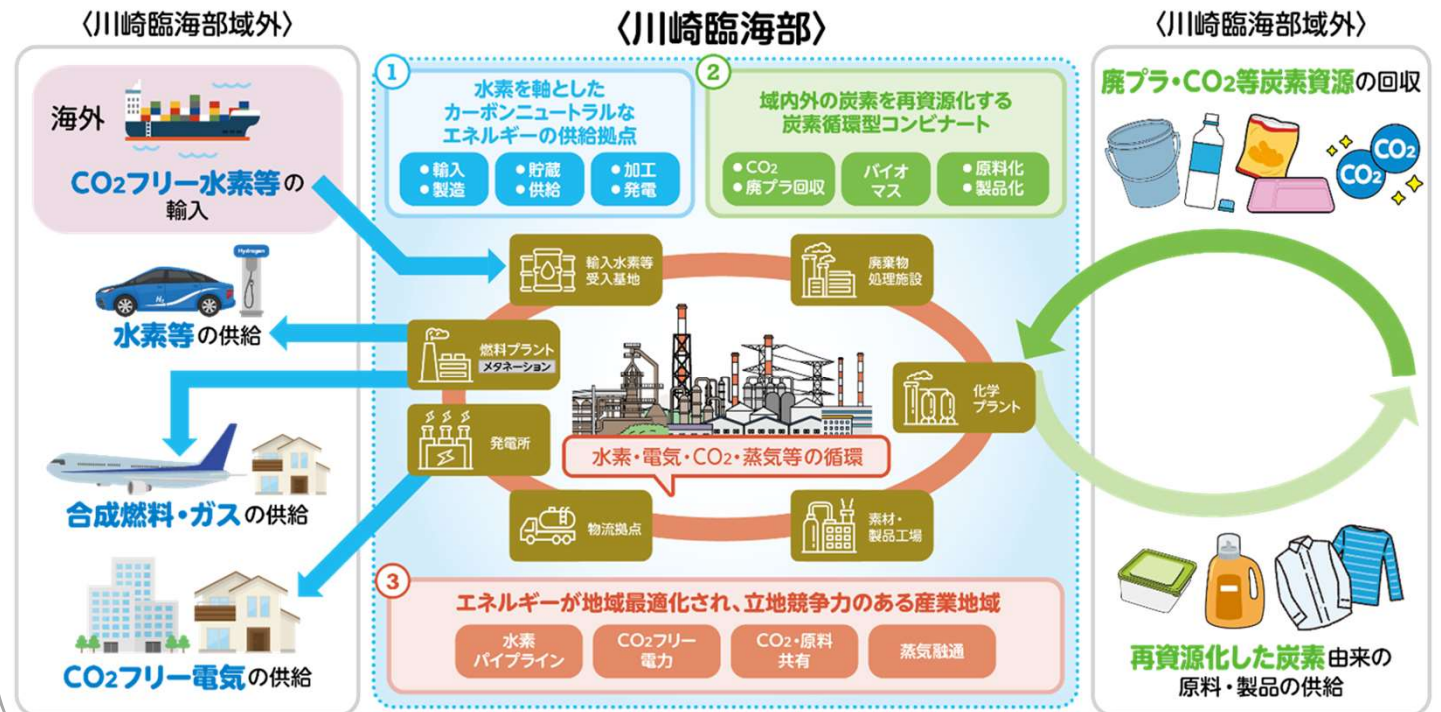 〈川崎臨海部域外〉
海外
CO2フリー水素等の
輸入
Hydrogen
H2
水素等の供給
合成燃料・ガスの供給
CO2フリー電気の供給
〈川崎臨海部〉
①
水素を軸とした
カーボンニュートラルな
エネルギーの供給拠点
●輸入
●製造
●貯蔵
●供給
●加工
●発電
②
域内外の炭素を再資源化する
炭素循環型コンビナート
●CO2
●廃プラ回収
バイオ
マス
●原料化
●製品化
輸入水素等
受入基地
廃棄物
処理施設
燃料プラント
メタネーション
化学
プラント
発電所
水素・電気・CO2・蒸気等の循環
物流拠点
素材・
製品工場
③
エネルギーが地域最適化され、立地競争力のある産業地域
水素
パイプライン
CO2フリー
電力
CO2・原料
共有
蒸気融通
〈川崎臨海部域外〉
廃プラ・CO2等炭素資源の回収
CO2
CO2
再資源化した炭素由来の
原料・製品の供給